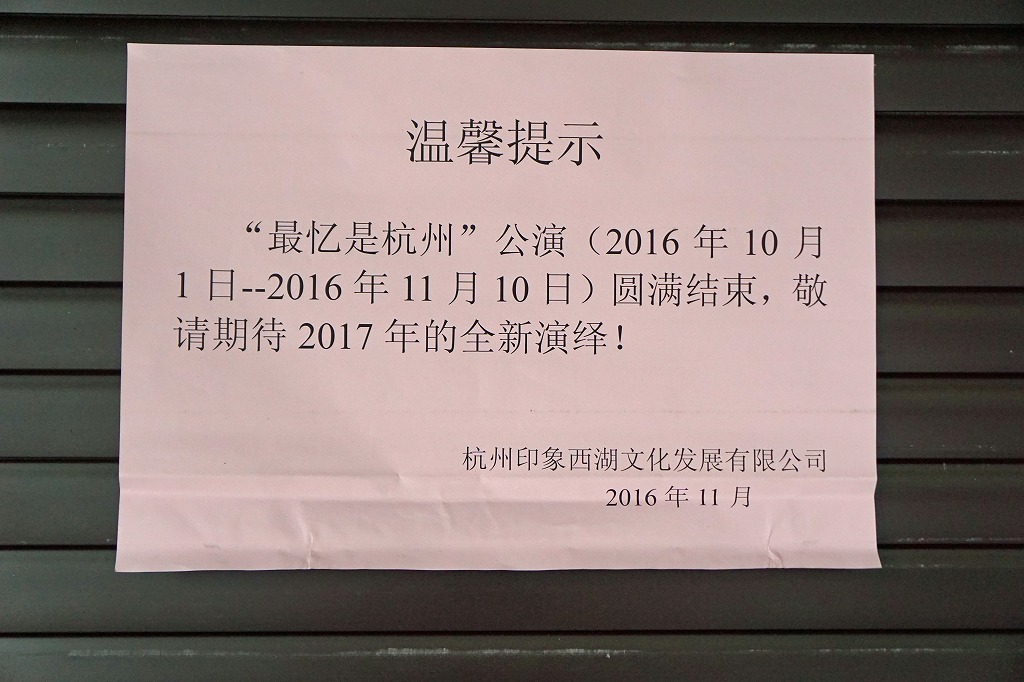 温馨提示
“最忆是杭州”公演（2016 年 10 月
1 日--2016 年 11 月 10 日）圆满结束，敬
请期待 2017 年的全新演绎！
杭州印象西湖文化发展有限公司
2016 年 11 月